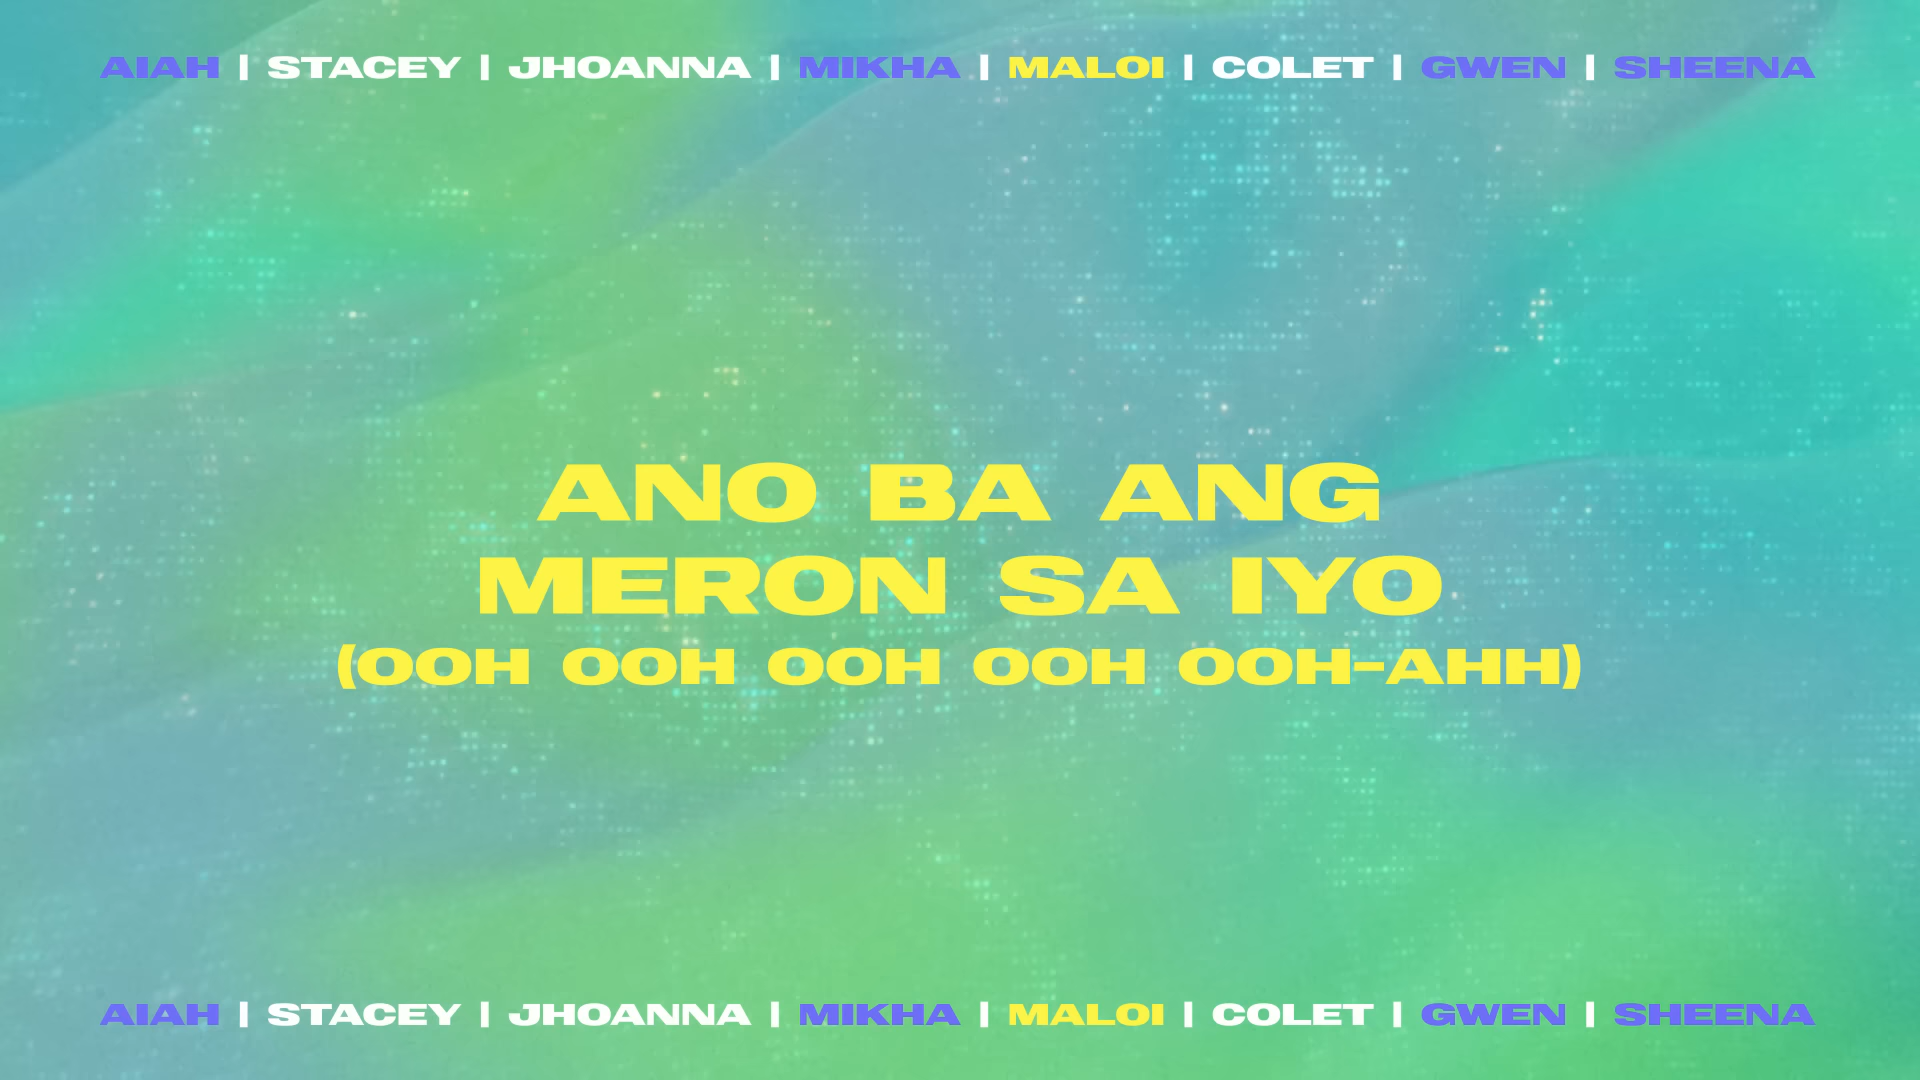 AIAH | STACEY | JHOANNA | MIKHA | MALOI | COLET | GWEN | SHEENA
ANO BA ANG
MERON SA IYO
(OOH OOH OOH OOH OOH-AHH)
AIAH | STACEY | JHOANNA | MIKHA | MALOI | COLET | GWEN | SHEENA